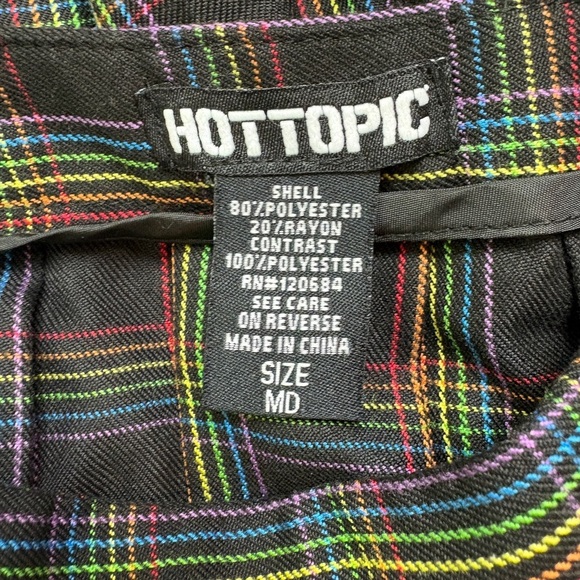 HOTTOPIC
SHELL
80%POLYESTER
20%RAYON
CONTRAST
100%POLYESTER
RN#120684
SEE CARE
ON REVERSE
MADE IN CHINA
SIZE
MD